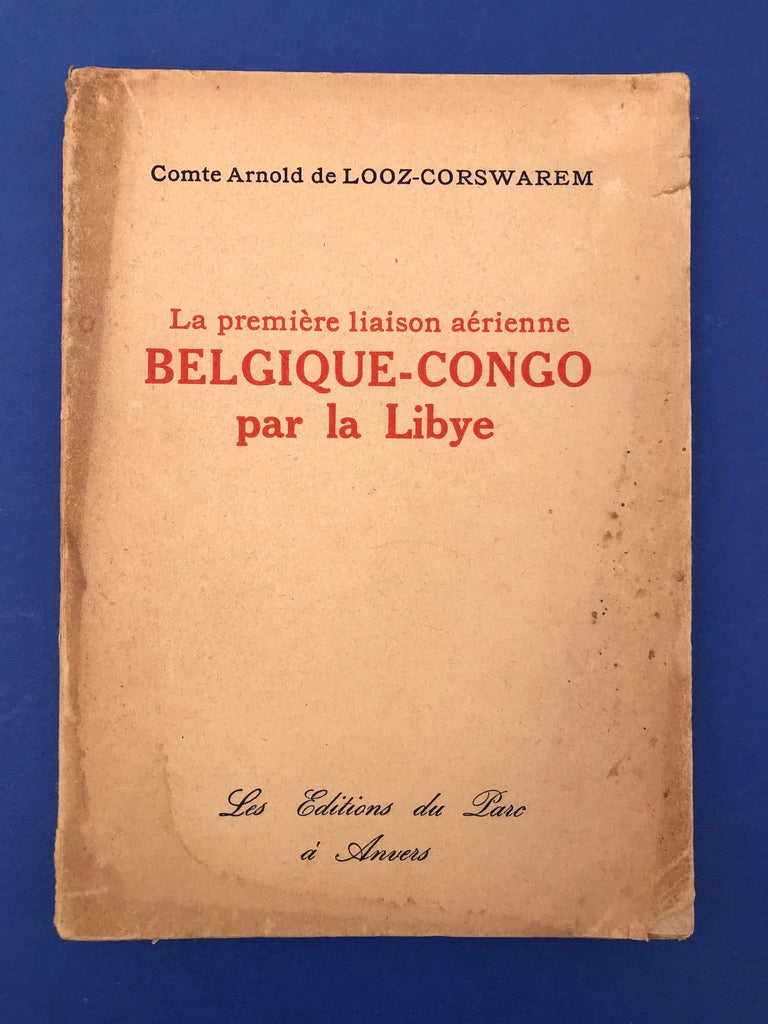 Comte Arnold de LOOZ-CORSWAREM
La première liaison aérienne
BELGIQUE-CONGO
par la Libye
Les Editions du Parc
à Anvers